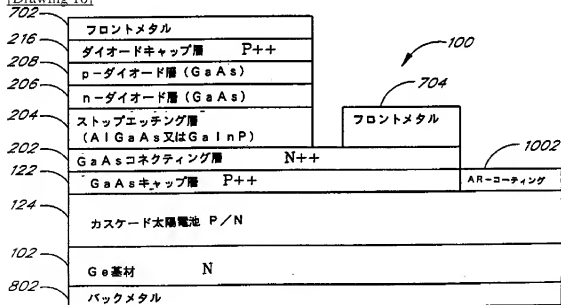 [Drawing 10]
702
フロントメタル
216
ダイオードキャップ層 P++
208
p-ダイオード層 (GaAs)
206
n-ダイオード層 (GaAs)
204
ストップエッチング層
(AlGaAs又はGaInP)
100
704
フロントメタル
202
GaAsコネクティング層 N++
1002
122
GaAsキャップ層 P++
AR-コーティング
124
カスケード太陽電池 P/N
102
Ge基材 N
802
バックメタル